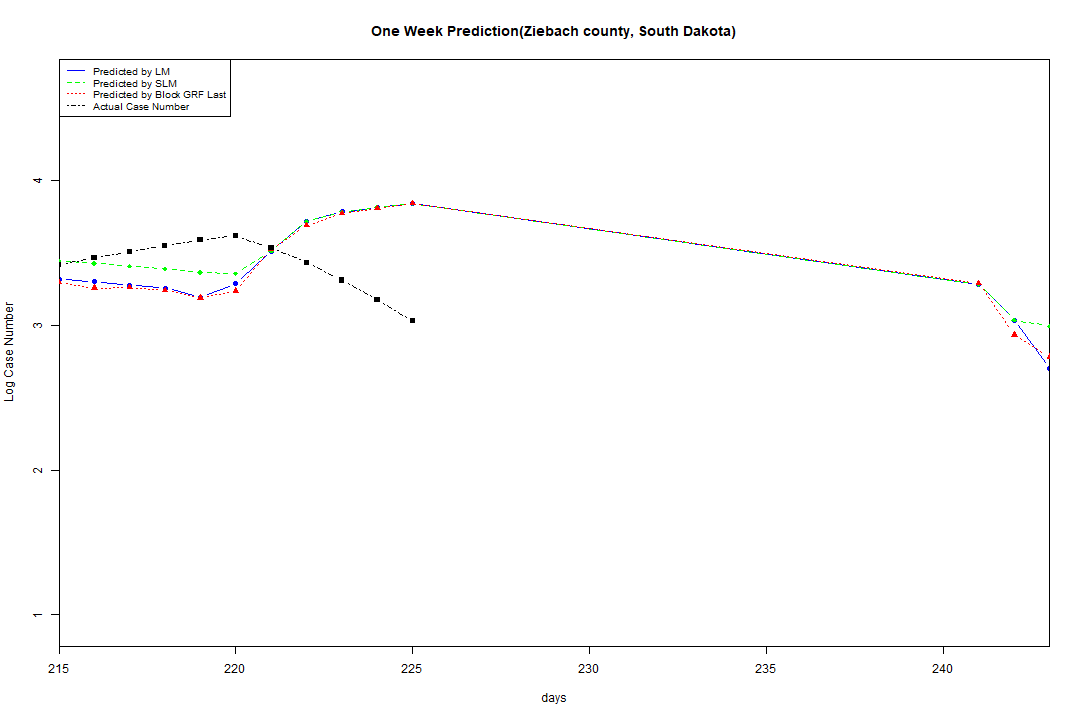 One Week Prediction(Ziebach county, South Dakota)
Predicted by LM
Predicted by SLM
Predicted by Block GRF Last
Actual Case Number
4
3
2
1
Log Case Number
215 220 225 230 235 240
days